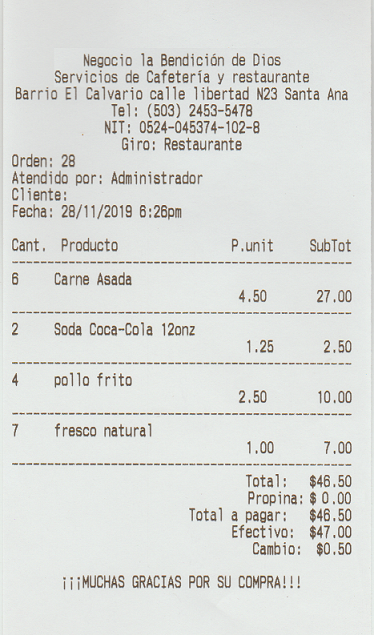 Negocio la Bendición de Dios
Servicios de Cafetería y restaurante
Barrio El Calvario calle libertad N23 Santa Ana
Tel: (503) 2453-5478
NIT: 0524-045374-102-8
Giro: Restaurante
Orden: 28
Atendido por: Administrador
Cliente:
Fecha: 28/11/2019 6:26pm
Cant. Producto P.unit SubTot
6 Carne Asada
4.50 27.00
2 Soda Coca-Cola 12onz
1.25 2.50
4 pollo frito
2.50 10.00
7 fresco natural
1.00 7.00
Total: $46.50
Propina: $ 0.00
Total a pagar: $46.50
Efectivo: $47.00
Cambio: $0.50
¡¡¡MUCHAS GRACIAS POR SU COMPRA!!!